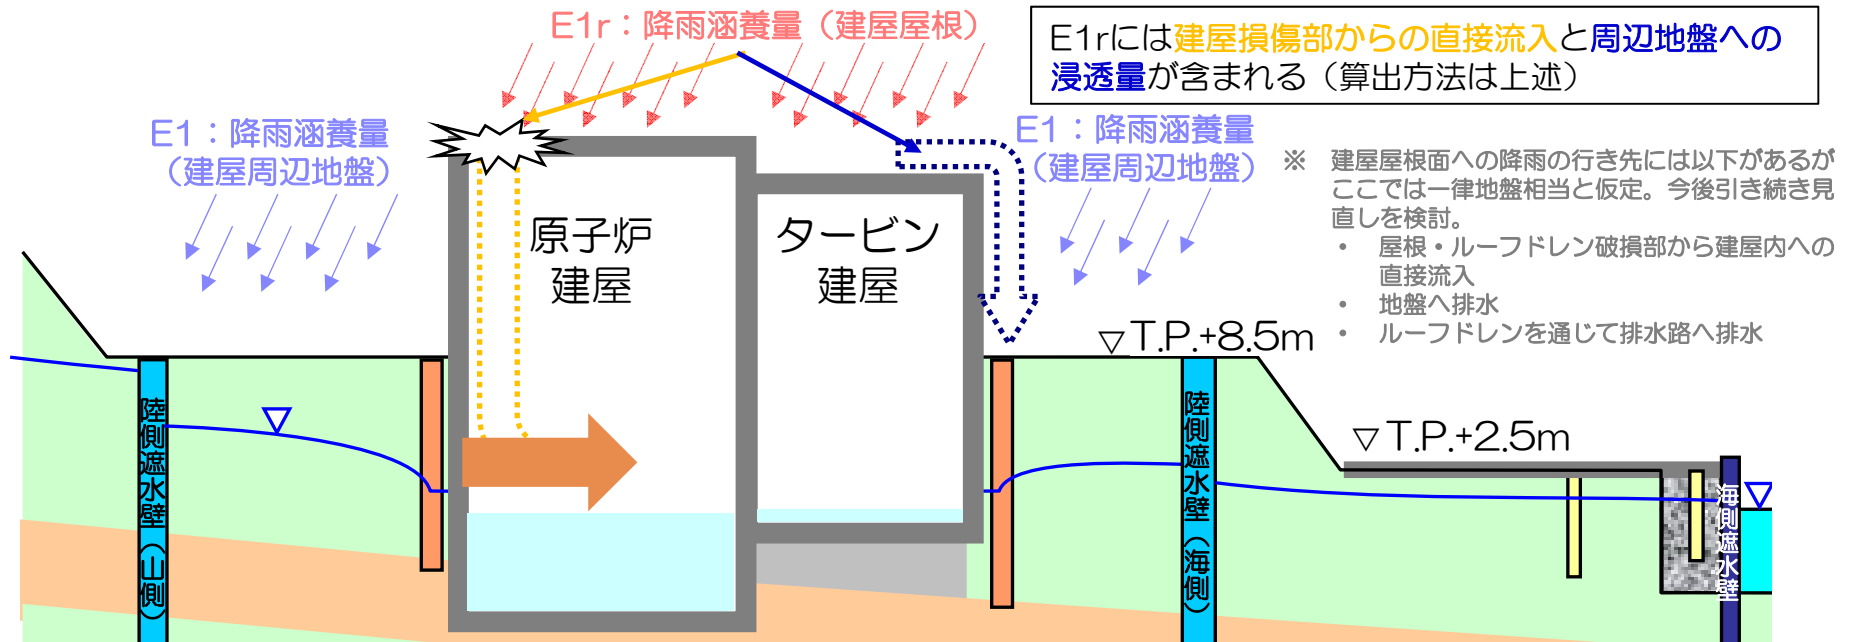 E1r：降雨涵養量（建屋屋根）
E1rには建屋損傷部からの直接流入と周辺地盤への
浸透量が含まれる（算出方法は上述）
E1：降雨涵養量
（建屋周辺地盤）
E1：降雨涵養量
（建屋周辺地盤）
※　建屋屋根面への降雨の行き先には以下があるが
ここでは一律地盤相当と仮定。今後引き続き見
直しを検討。
・　屋根・ルーフドレン破損部から建屋内への
直接流入
・　地盤へ排水
・　ルーフドレンを通じて排水路へ排水
原子炉
建屋
タービン
建屋
▽T.P.+8.5m
▽T.P.+2.5m
陸側遮水壁（山側）
陸側遮水壁（海側）
海側遮水壁